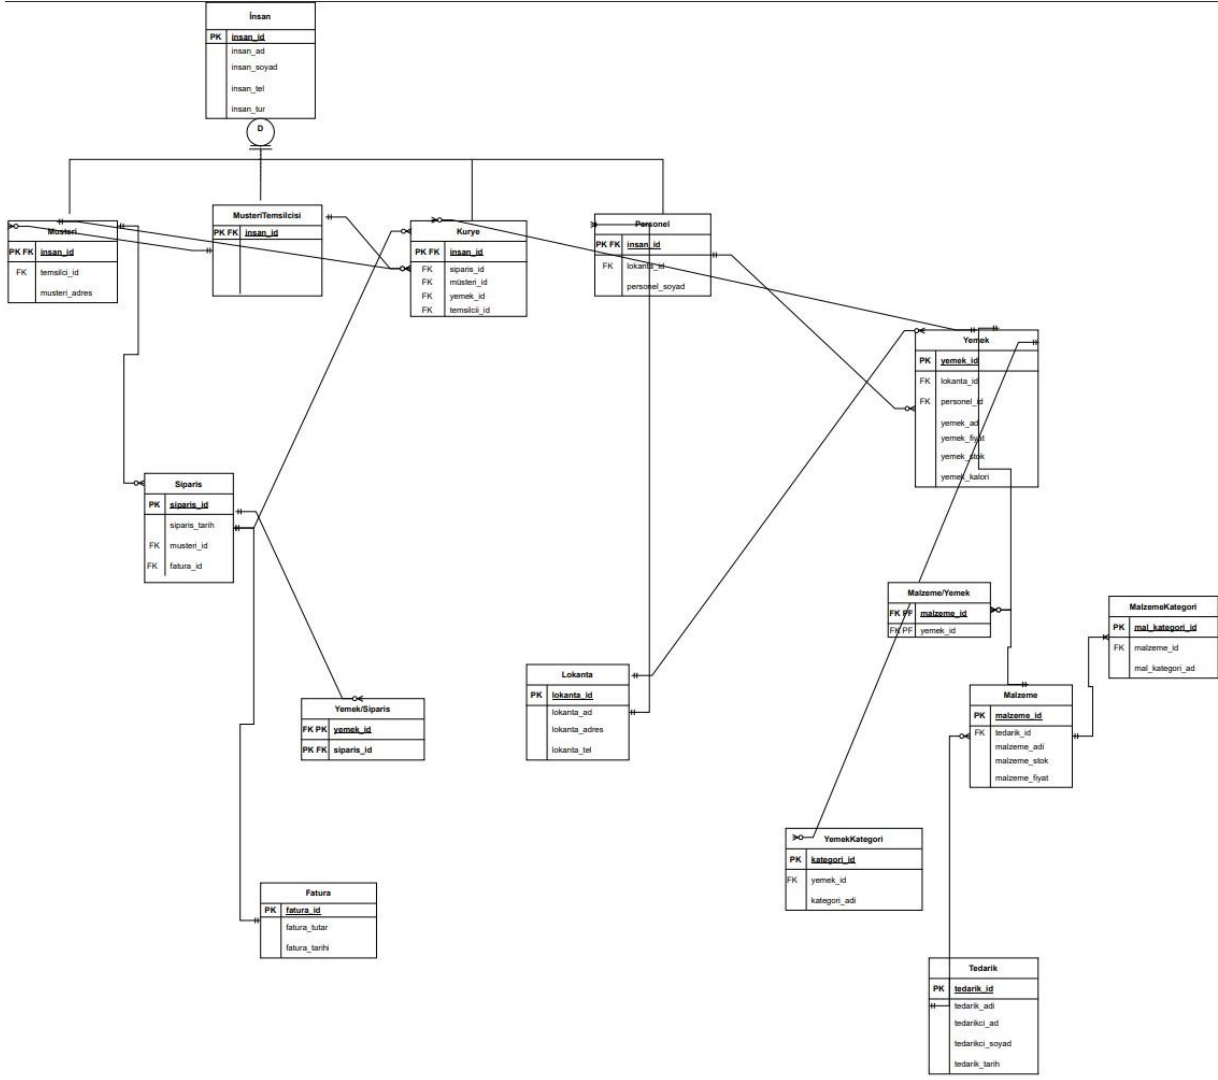 İnsan
PK insan_id
insan_ad
insan_soyad
insan_tel
insan_tur
D
Musteri
PK FK insan_id
FK temsilci_id
musteri_adres
Musteri/Temsilcisi
PK FK insan_id
Kurye
PK FK insan_id
FK siparis_id
FK müsteri_id
FK yemek_id
FK temsilcii_id
Personel
PK FK insan_id
FK lokanta_id
personel_soyad
Yemek
PK yemek_id
FK lokanta_id
FK personel_id
yemek_ad
yemek_fiyat
yemek_stok
yemek_kalori
Siparis
PK siparis_id
siparis_tarih
FK musteri_id
FK fatura_id
Malzeme/Yemek
FK PF malzeme_id
FK PF yemek_id
MalzemeKategori
PK mal_kategori_id
FK malzeme_id
mal_kategori_ad
Lokanta
PK lokanta_id
lokanta_ad
lokanta_adres
lokanta_tel
Malzeme
PK malzeme_id
FK tedarik_id
malzeme_adi
malzeme_stok
malzeme_fiyat
Yemek/Siparis
FK PK yemek_id
PK FK siparis_id
YemekKategori
PK kategori_id
FK yemek_id
kategori_adi
Fatura
PK fatura_id
fatura_tutar
fatura_tarihi
Tedarik
PK tedarik_id
tedarik_adi
tedarikci_ad
tedarikci_soyad
tedarik_tarih